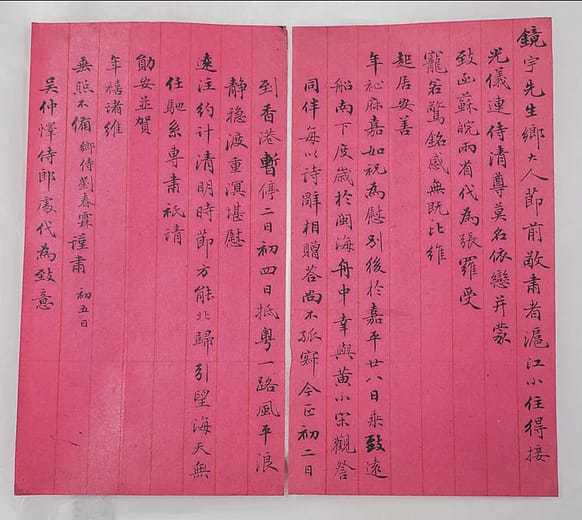 鏡宇先生鄉大人節前敬肅者滬江小住得接
光儀連侍清尊莫名依戀并蒙
致函蘇皖兩省代為張羅受
寵若驚銘感無既比維
起居安善
年祉庥嘉如祝為慰別後於嘉平廿八日乘致遠
船南下度歲於閩海舟中幸與黃小宋觀詧
同伴每以詩辭相贈答尚不孤寂今正初二日
到香港暫停二日初四日抵粵一路風平浪
靜穩渡重溟堪慰
遠注約計清明時節方能北歸引望海天無
任馳系專肅祗請
勛安並賀
年禧諸維
垂照不備鄉侍劉春霖謹肅 初五日
吳仲懌侍郎處代為致意